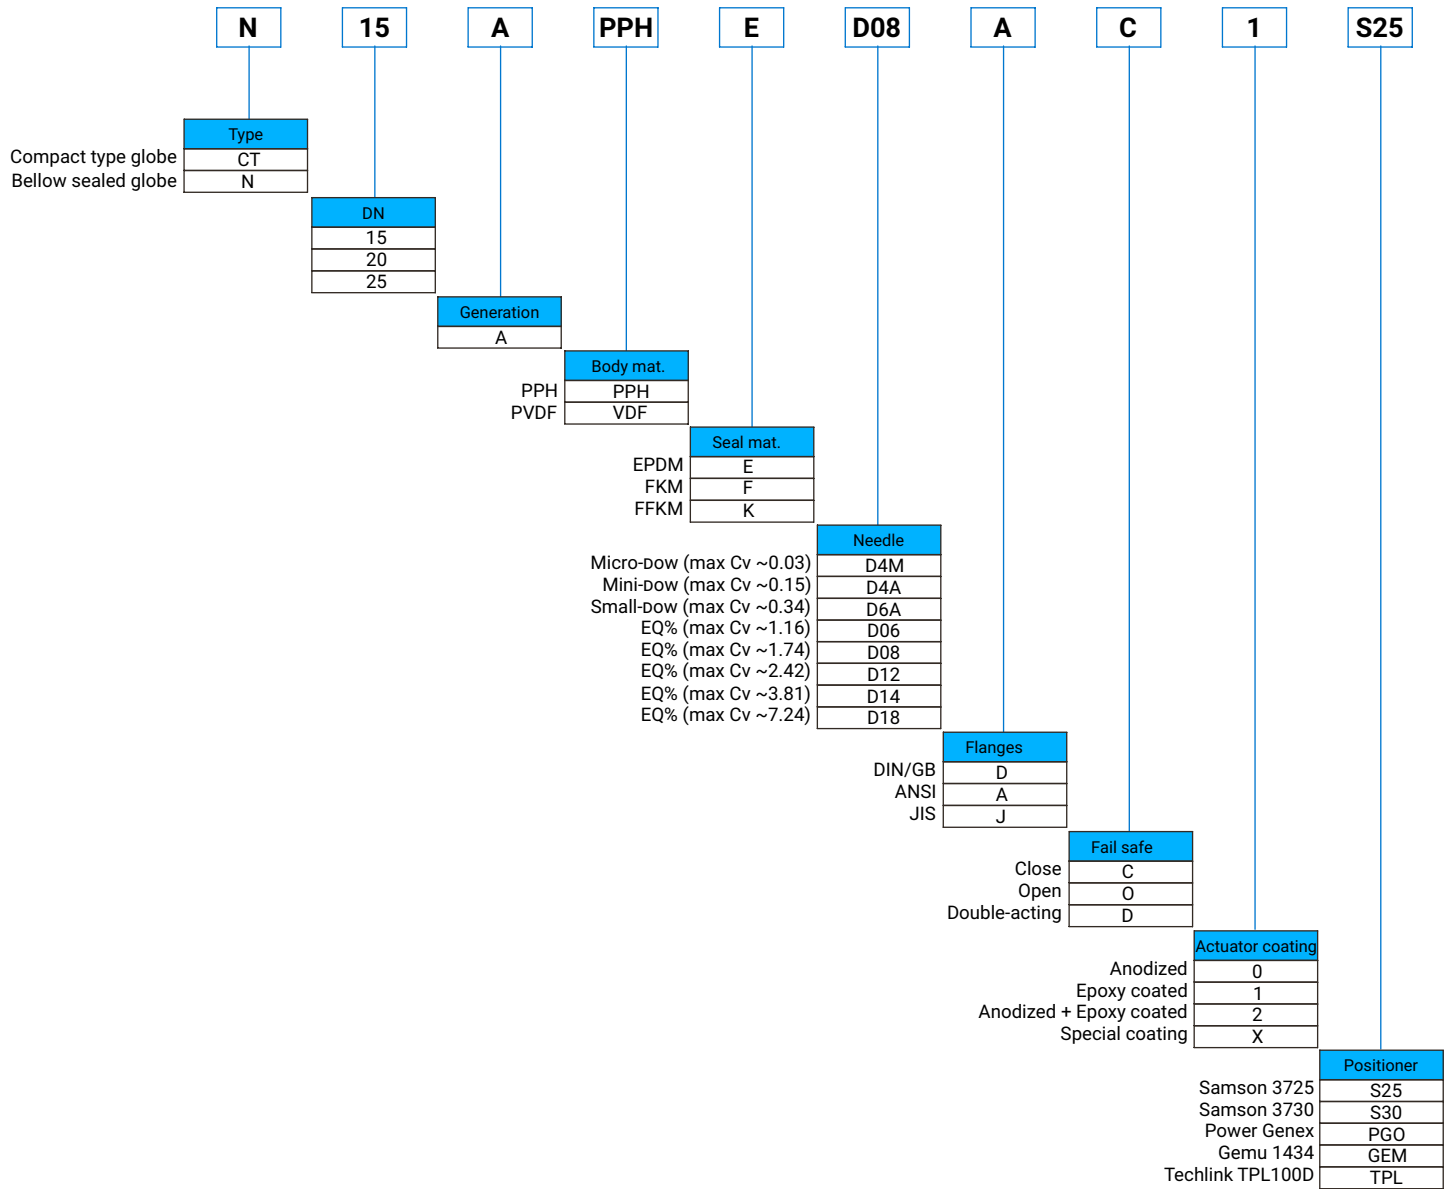 N 15 A PPH E D08 A C 1 S25
Type
Compact type globe CT
Bellow sealed globe N
DN
15
20
25
Generation
A
Body mat.
PPH PPH
PVDF VDF
Seal mat.
EPDM E
FKM F
FFKM K
Needle
Micro-ᴅow (max Cv ~0.03) D4M
Mini-ᴅow (max Cv ~0.15) D4A
Small-ᴅow (max Cv ~0.34) D6A
EQ% (max Cv ~1.16) D06
EQ% (max Cv ~1.74) D08
EQ% (max Cv ~2.42) D12
EQ% (max Cv ~3.81) D14
EQ% (max Cv ~7.24) D18
Flanges
DIN/GB D
ANSI A
JIS J
Fail safe
Close C
Open O
Double-acting D
Actuator coating
Anodized 0
Epoxy coated 1
Anodized + Epoxy coated 2
Special coating X
Positioner
Samson 3725 S25
Samson 3730 S30
Power Genex PGO
Gemu 1434 GEM
Techlink TPL100D TPL